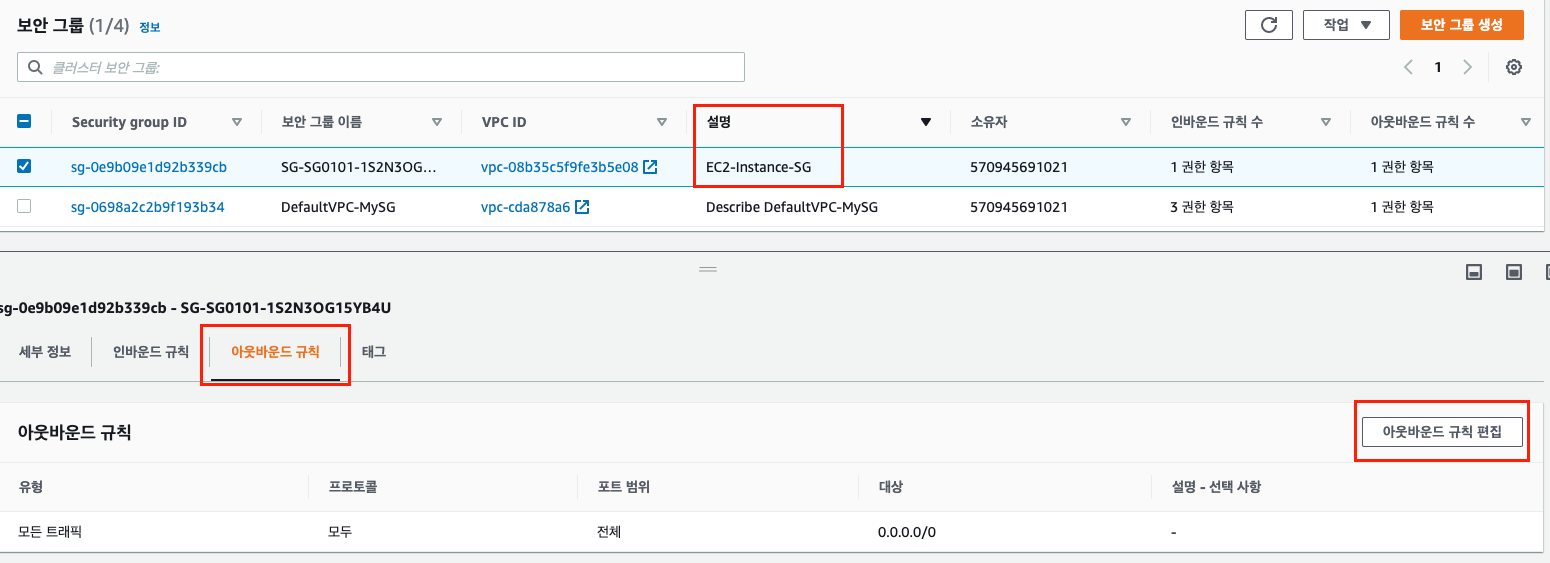 보안 그룹 (1/4) 정보 작업 보안 그룹 생성
클러스터 보안 그룹: 1
Security group ID 보안 그룹 이름 VPC ID 설명 소유자 인바운드 규칙 수 아웃바운드 규칙 수
sg-0e9b09e1d92b339cb SG-SG0101-1S2N3OG… vpc-08b35c5f9fe3b5e08 EC2-Instance-SG 570945691021 1 권한 항목 1 권한 항목
sg-0698a2c2b9f193b34 DefaultVPC-MySG vpc-cda878a6 Describe DefaultVPC-MySG 570945691021 3 권한 항목 1 권한 항목
sg-0e9b09e1d92b339cb - SG-SG0101-1S2N3OG15YB4U
세부 정보 인바운드 규칙 아웃바운드 규칙 태그
아웃바운드 규칙 아웃바운드 규칙 편집
유형 프로토콜 포트 범위 대상 설명 - 선택 사항
모든 트래픽 모두 전체 0.0.0.0/0 -